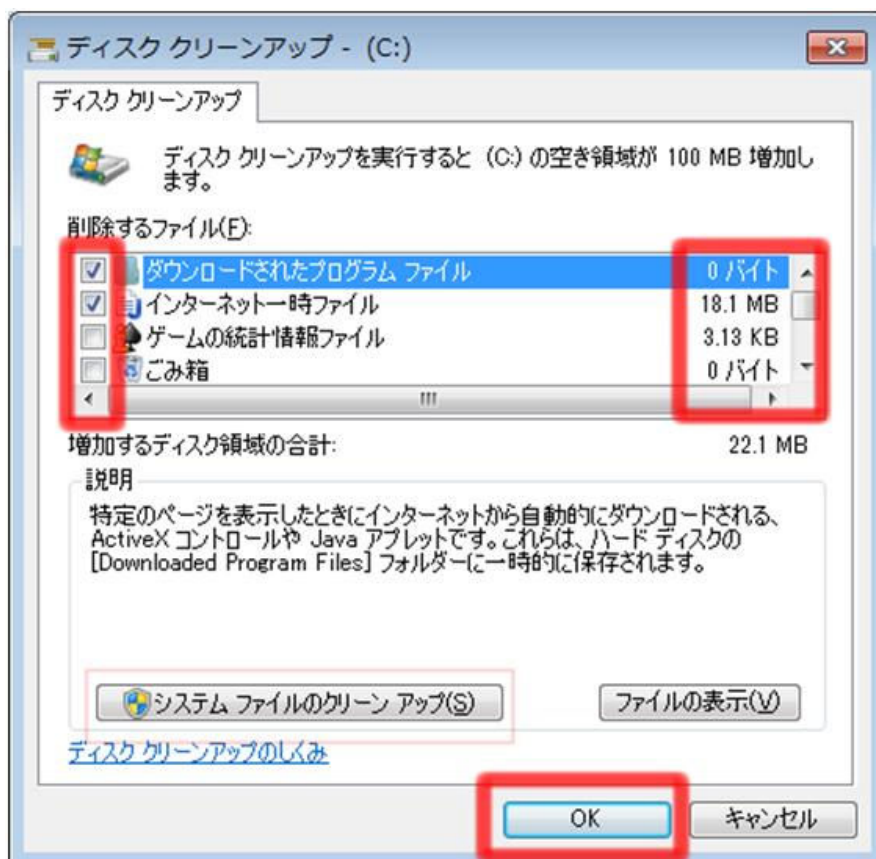 ディスク クリーンアップ - (C:)
ディスク クリーンアップ
ディスク クリーンアップを実行すると (C:) の空き領域が 100 MB 増加し
ます。
削除するファイル(F):
ダウンロードされたプログラム ファイル 0 バイト
インターネット一時ファイル 18.1 MB
ゲームの統計情報ファイル 3.13 KB
ごみ箱 0 バイト
増加するディスク領域の合計: 22.1 MB
説明
特定のページを表示したときにインターネットから自動的にダウンロードされる、
ActiveX コントロールや Java アプレットです。これらは、ハード ディスクの
[Downloaded Program Files] フォルダーに一時的に保存されます。
システム ファイルのクリーン アップ(S) ファイルの表示(V)
ディスク クリーンアップのしくみ
OK キャンセル